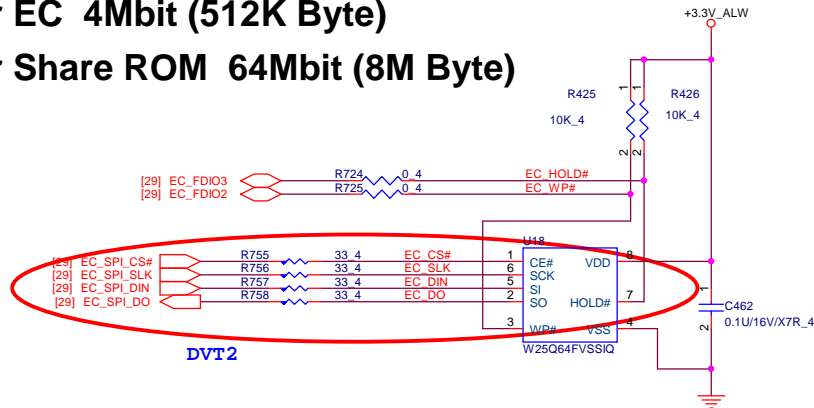 EC 4Mbit (512K Byte)
Share ROM 64Mbit (8M Byte)
+3.3V_ALW
R425
R426
10K_4
10K_4
1
1
2
2
[29] EC_FDIO3
R724
0_4
EC_HOLD#
[29] EC_FDIO2
R725
0_4
EC_WP#
U18
[29] EC_SPI_CS#
R755
33_4
EC_CS#
1
CE#
VDD
8
[29] EC_SPI_SLK
R756
33_4
EC_SLK
6
SCK
[29] EC_SPI_DIN
R757
33_4
EC_DIN
5
SI
[29] EC_SPI_DO
R758
33_4
EC_DO
2
SO
HOLD#
7
3
WP#
VSS
4
W25Q64FVSSIQ
1
C462
0.1U/16V/X7R_4
2
DVT2